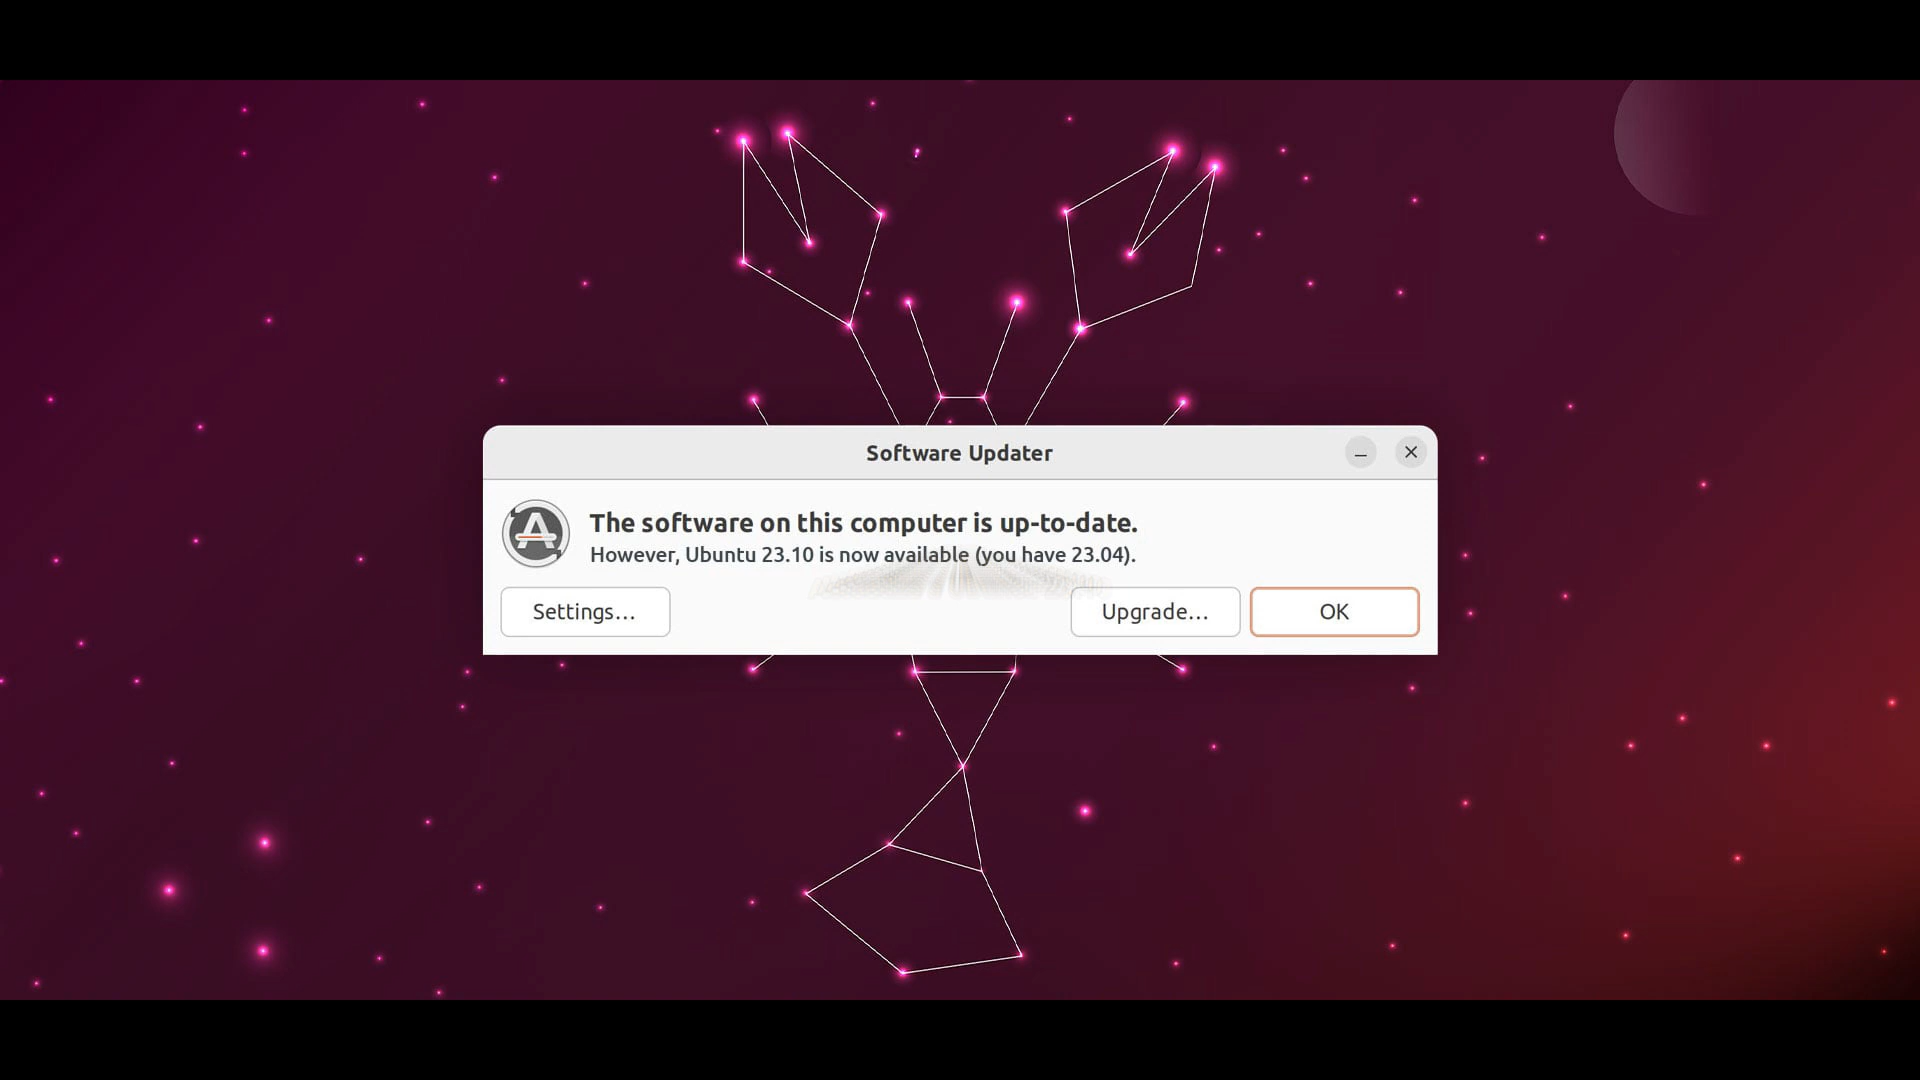 Software Updater
The software on this computer is up-to-date.
However, Ubuntu 23.10 is now available (you have 23.04).
Settings...
Upgrade...
OK